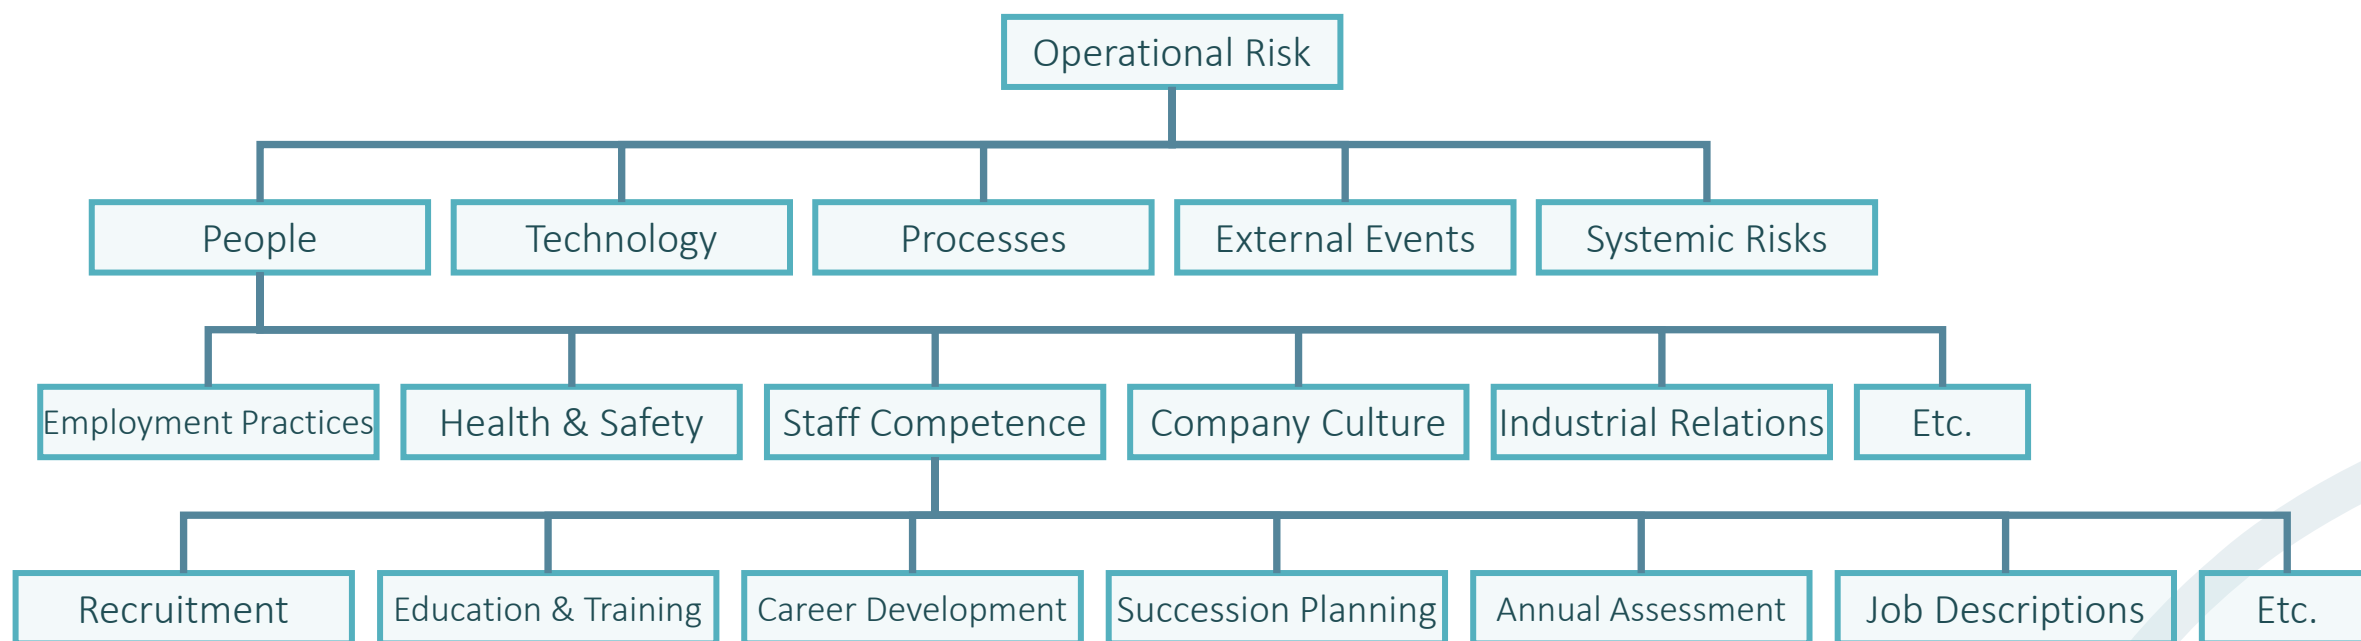 Operational Risk
People
Technology
Processes
External Events
Systemic Risks
Employment Practices
Health & Safety
Staff Competence
Company Culture
Industrial Relations
Etc.
Recruitment
Education & Training
Career Development
Succession Planning
Annual Assessment
Job Descriptions
Etc.